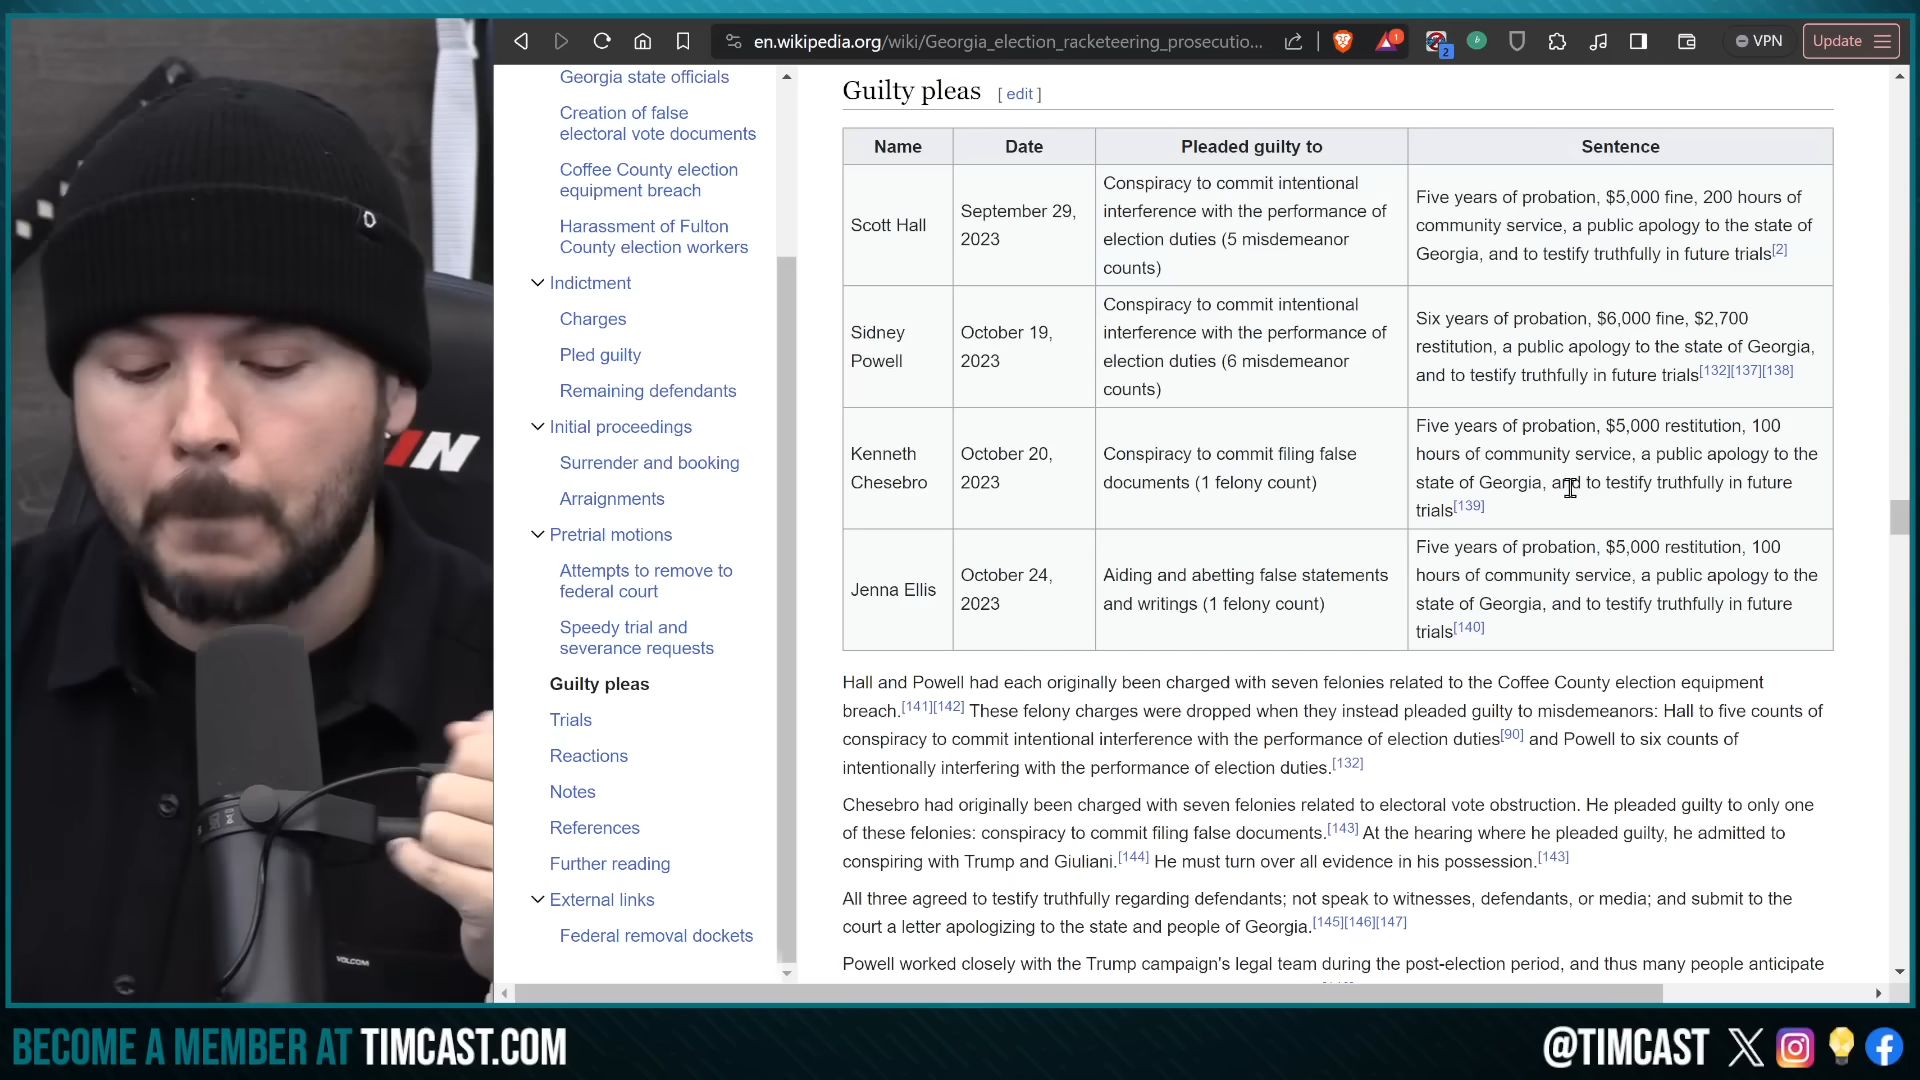 en.wikipedia.org/wiki/Georgia_election_racketeering_prosecutio...
1
2
VPN
Update
Georgia state officials
Creation of false
electoral vote documents
Coffee County election
equipment breach
Harassment of Fulton
County election workers
Indictment
Charges
Pled guilty
Remaining defendants
Initial proceedings
Surrender and booking
Arraignments
Pretrial motions
Attempts to remove to
federal court
Speedy trial and
severance requests
Guilty pleas
Trials
Reactions
Notes
References
Further reading
External links
Federal removal dockets
Guilty pleas [ edit ]
Name Date Pleaded guilty to Sentence
Scott Hall
September 29,
2023
Conspiracy to commit intentional
interference with the performance of
election duties (5 misdemeanor
counts)
Five years of probation, $5,000 fine, 200 hours of
community service, a public apology to the state of
Georgia, and to testify truthfully in future trials[2]
Sidney
Powell
October 19,
2023
Conspiracy to commit intentional
interference with the performance of
election duties (6 misdemeanor
counts)
Six years of probation, $6,000 fine, $2,700
restitution, a public apology to the state of Georgia,
and to testify truthfully in future trials[132][137][138]
Kenneth
Chesebro
October 20,
2023
Conspiracy to commit filing false
documents (1 felony count)
Five years of probation, $5,000 restitution, 100
hours of community service, a public apology to the
state of Georgia, and to testify truthfully in future
trials[139]
Jenna Ellis
October 24,
2023
Aiding and abetting false statements
and writings (1 felony count)
Five years of probation, $5,000 restitution, 100
hours of community service, a public apology to the
state of Georgia, and to testify truthfully in future
trials[140]
Hall and Powell had each originally been charged with seven felonies related to the Coffee County election equipment
breach.[141][142] These felony charges were dropped when they instead pleaded guilty to misdemeanors: Hall to five counts of
conspiracy to commit intentional interference with the performance of election duties[90] and Powell to six counts of
intentionally interfering with the performance of election duties.[132]
Chesebro had originally been charged with seven felonies related to electoral vote obstruction. He pleaded guilty to only one
of these felonies: conspiracy to commit filing false documents.[143] At the hearing where he pleaded guilty, he admitted to
conspiring with Trump and Giuliani.[144] He must turn over all evidence in his possession.[143]
All three agreed to testify truthfully regarding defendants; not speak to witnesses, defendants, or media; and submit to the
court a letter apologizing to the state and people of Georgia.[145][146][147]
Powell worked closely with the Trump campaign's legal team during the post-election period, and thus many people anticipate
VOLCOM
BECOME A MEMBER AT TIMCAST.COM
@TIMCAST